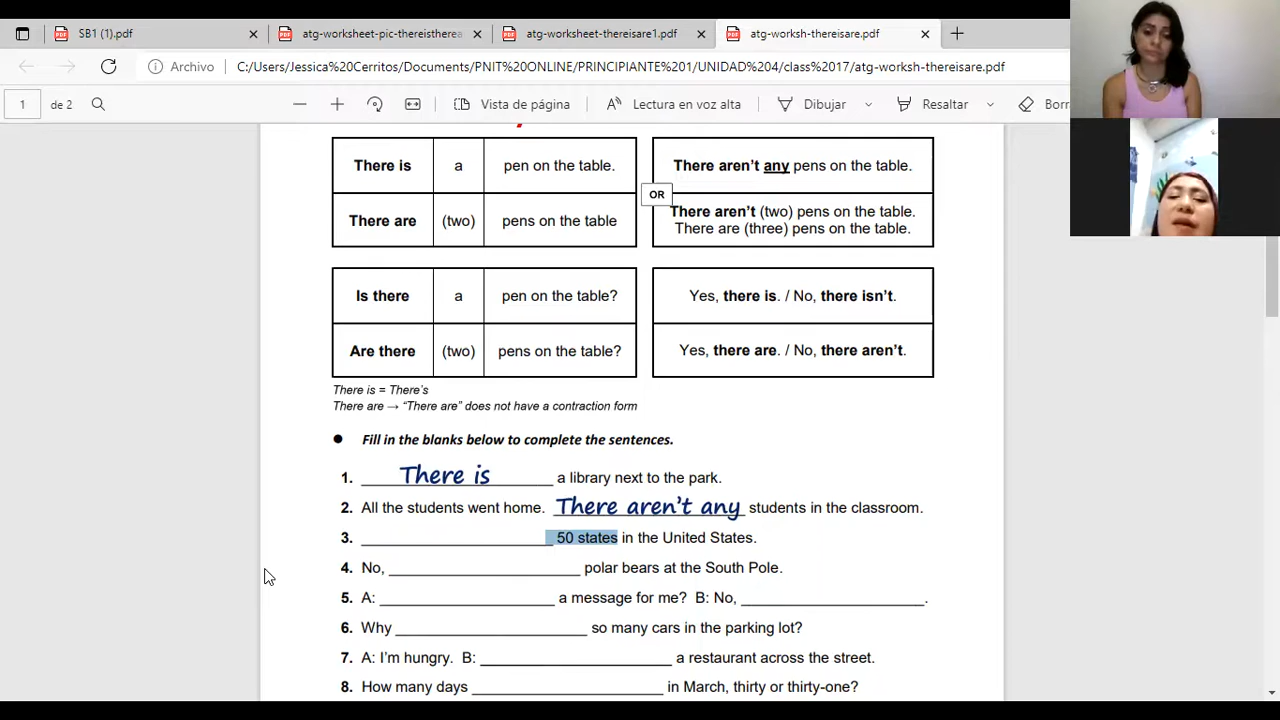 SB1 (1).pdf
atg-worksheet-pic-thereistherea
atg-worksheet-thereisare1.pdf
atg-worksh-thereisare.pdf
Archivo
C:/Users/Jessica%20Cerritos/Documents/PNIT%20ONLINE/PRINCIPIANTE%201/UNIDAD%204/class%2017/atg-worksh-thereisare.pdf
1 de 2
Vista de página
Lectura en voz alta
Dibujar
Resaltar
Borr
There is a pen on the table.
There are (two) pens on the table
OR
There aren't any pens on the table.
There aren't (two) pens on the table.
There are (three) pens on the table.
Is there a pen on the table?
Are there (two) pens on the table?
Yes, there is. / No, there isn't.
Yes, there are. / No, there aren't.
There is = There's
There are → "There are" does not have a contraction form
● Fill in the blanks below to complete the sentences.
1. There is a library next to the park.
2. All the students went home. There aren't any students in the classroom.
3. ____________________ 50 states in the United States.
4. No, ____________________ polar bears at the South Pole.
5. A: ____________________ a message for me? B: No, ____________________.
6. Why ____________________ so many cars in the parking lot?
7. A: I'm hungry. B: ____________________ a restaurant across the street.
8. How many days ____________________ in March, thirty or thirty-one?